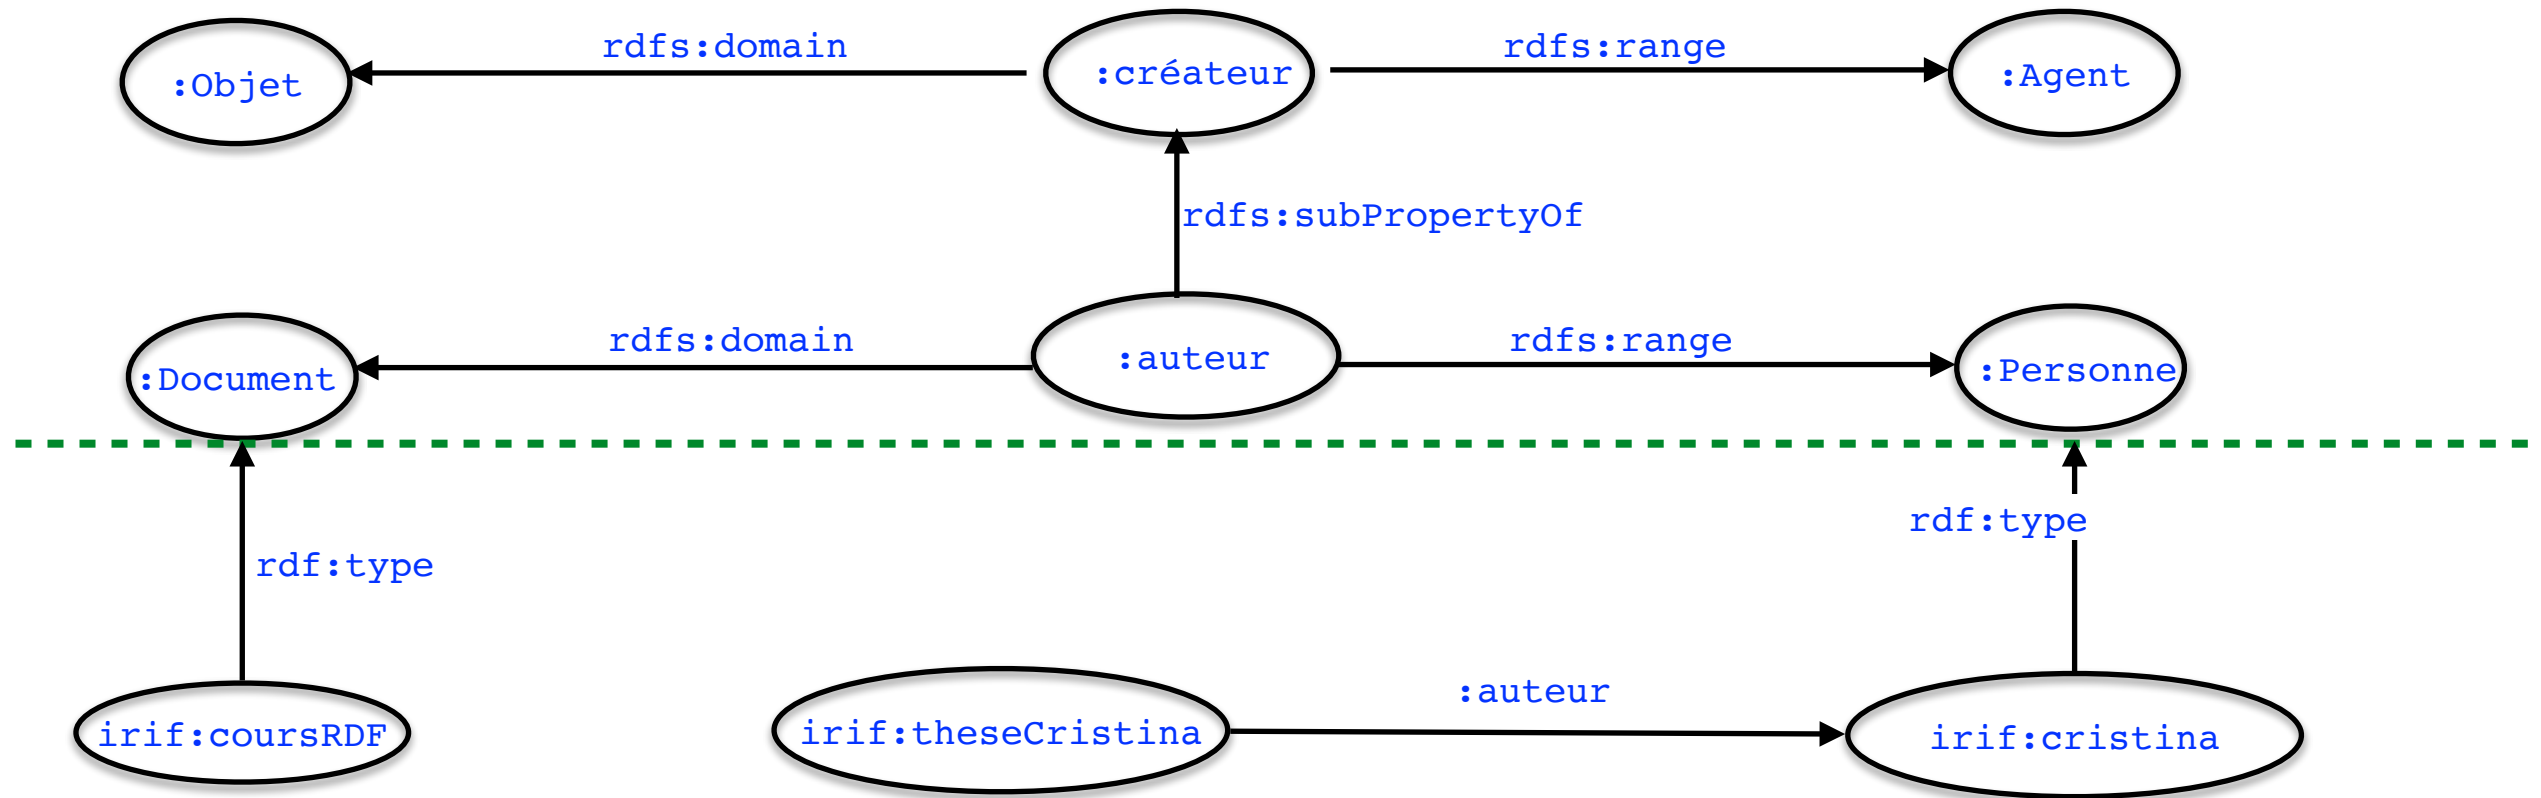 rdfs:domain
rdfs:range
:Objet
:créateur
:Agent
rdfs:subPropertyOf
rdfs:domain
rdfs:range
:Document
:auteur
:Personne
rdf:type
rdf:type
:auteur
irif:coursRDF
irif:theseCristina
irif:cristina